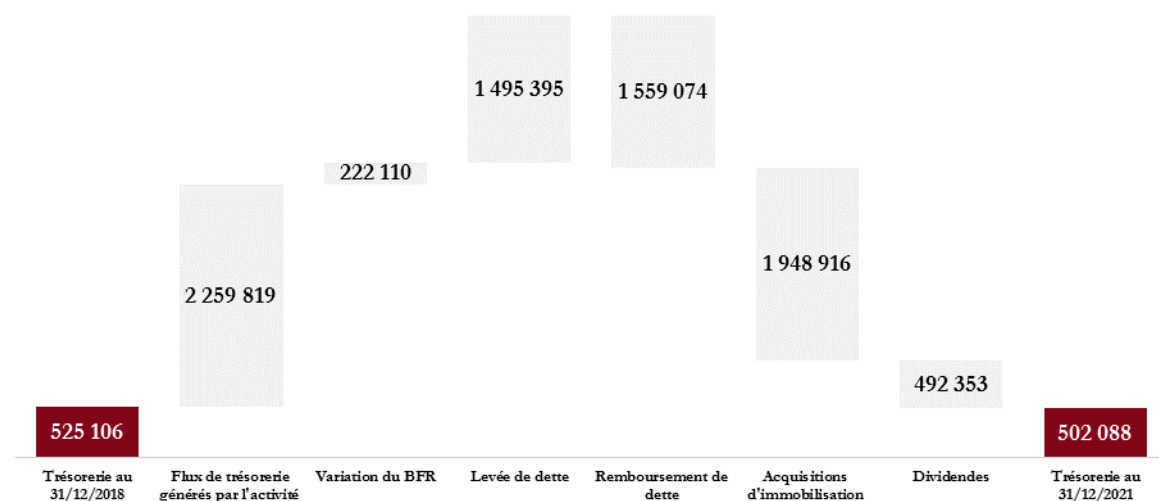 1 495 395
1 559 074
222 110
1 948 916
2 259 819
492 353
525 106
502 088
Trésorerie au
31/12/2018
Flux de trésorerie
générés par l'activité
Variation du BFR
Levée de dette
Remboursement de
dette
Acquisitions
d'immobilisation
Dividendes
Trésorerie au
31/12/2021